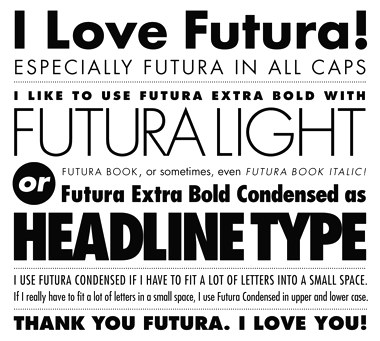 I Love Futura!
ESPECIALLY FUTURA IN ALL CAPS
I LIKE TO USE FUTURA EXTRA BOLD WITH
FUTURA LIGHT
or
FUTURA BOOK, or sometimes, even FUTURA BOOK ITALIC!
Futura Extra Bold Condensed as
HEADLINE TYPE
I USE FUTURA CONDENSED IF I HAVE TO FIT A LOT OF LETTERS INTO A SMALL SPACE.
If I really have to fit a lot of letters in a small space, I use Futura Condensed in upper and lower case.
THANK YOU FUTURA. I LOVE YOU!